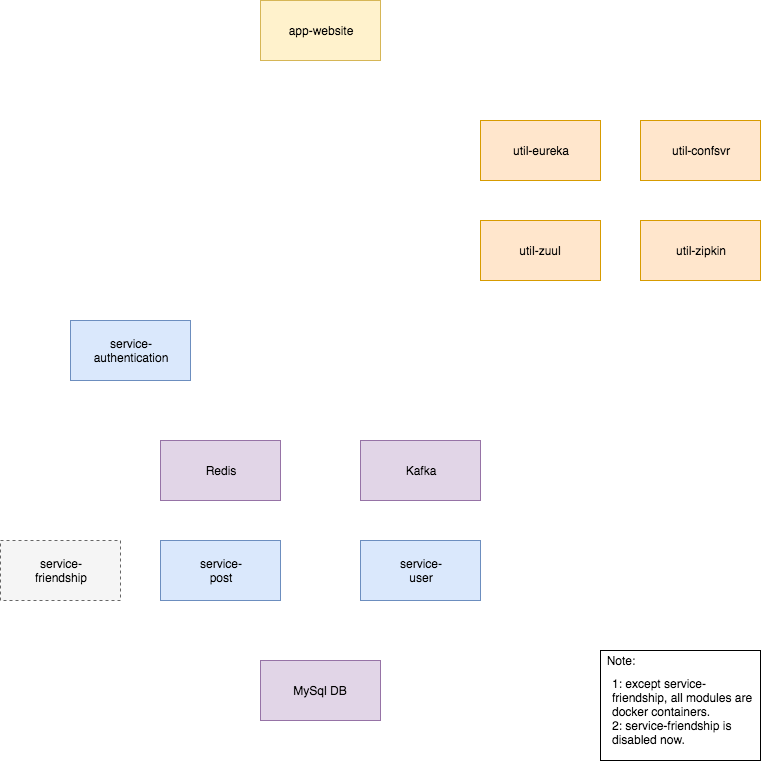 app-website
util-eureka
util-confsvr
util-zuul
util-zipkin
service-
authentication
Redis
Kafka
service-
friendship
service-
post
service-
user
MySql DB
Note:
1: except service-
friendship, all modules are
docker containers.
2: service-friendship is
disabled now.